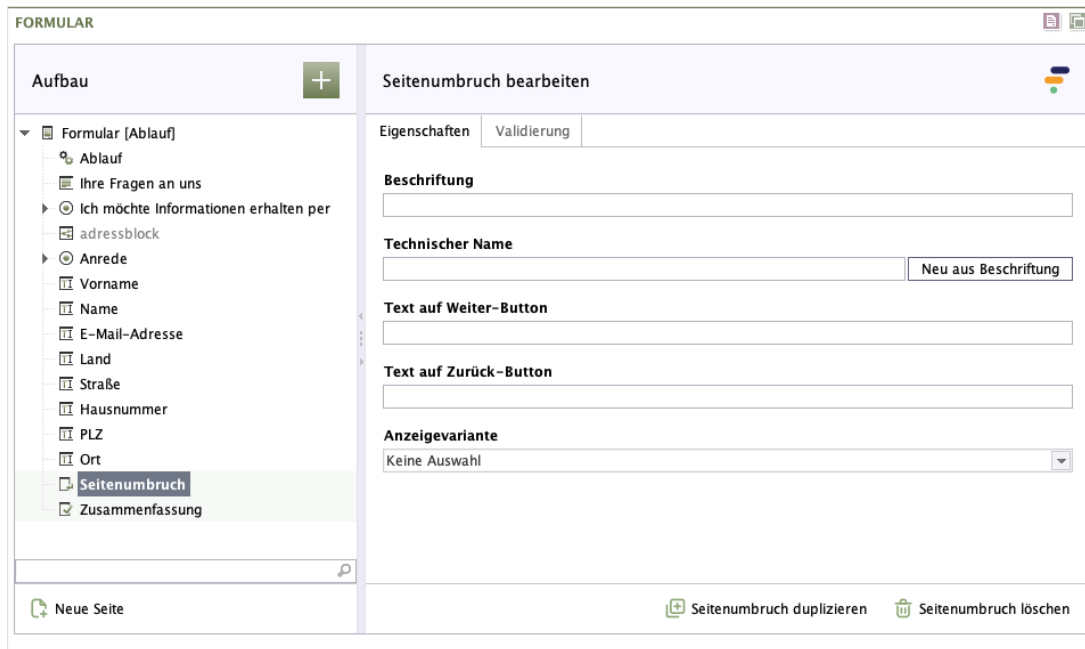 FORMULAR
Aufbau
Seitenumbruch bearbeiten
Formular [Ablauf]
Ablauf
Ihre Fragen an uns
Ich möchte Informationen erhalten per
adressblock
Anrede
Vorname
Name
E-Mail-Adresse
Land
Straße
Hausnummer
PLZ
Ort
Seitenumbruch
Zusammenfassung
Neue Seite
Eigenschaften
Validierung
Beschriftung
Technischer Name
Neu aus Beschriftung
Text auf Weiter-Button
Text auf Zurück-Button
Anzeigevariante
Keine Auswahl
Seitenumbruch duplizieren
Seitenumbruch löschen